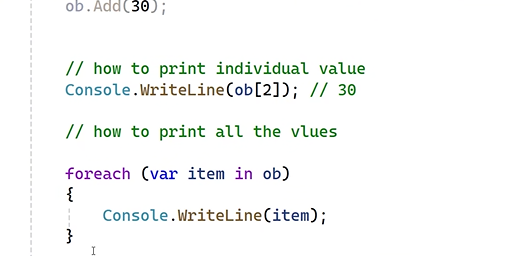 ob.Add(30);
// how to print individual value
Console.WriteLine(ob[2]); // 30
// how to print all the vlues
foreach (var item in ob)
{
Console.WriteLine(item);
}